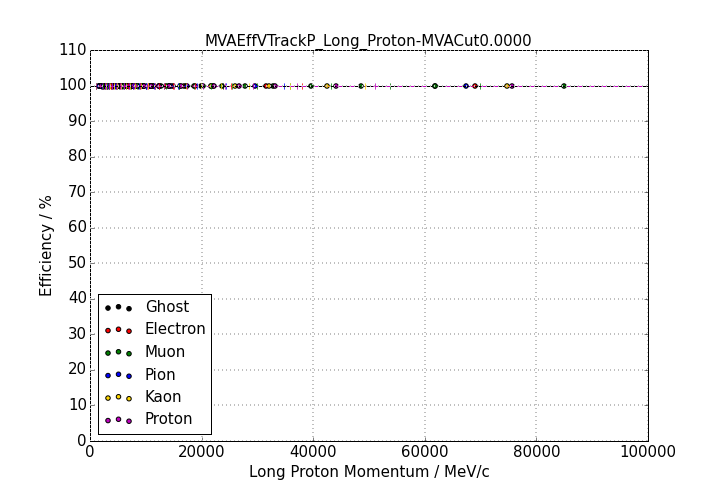 MVAEffVTrackP_Long_Proton-MVACut0.0000
110
100
90
80
70
60
50
40
30
20
10
0
Efficiency / %
Ghost
Electron
Muon
Pion
Kaon
Proton
0 20000 40000 60000 80000 100000
Long Proton Momentum / MeV/c